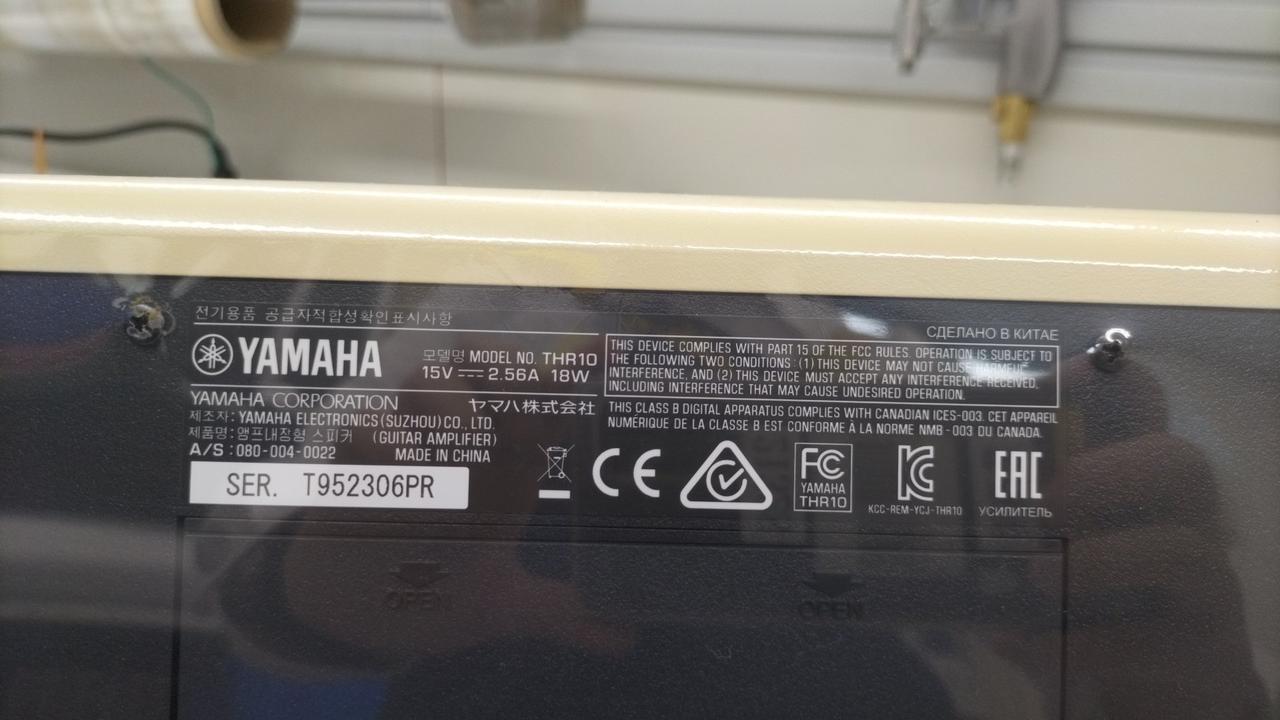 전기용품 공급자적합성확인표시사항
YAMAHA
모델명 MODEL NO. THR10
15V 2.56A 18W
YAMAHA CORPORATION ヤマハ株式会社
제조자: YAMAHA ELECTRONICS(SUZHOU)CO., LTD.
제품명: 앰프내장형 스피커 (GUITAR AMPLIFIER)
A/S : 080-004-0022 MADE IN CHINA
SER. T952306PR
СДЕЛАНО В КИТАЕ
THIS DEVICE COMPLIES WITH PART 15 OF THE FCC RULES. OPERATION IS SUBJECT TO
THE FOLLOWING TWO CONDITIONS : (1) THIS DEVICE MAY NOT CAUSE HARMFUL
INTERFERENCE, AND (2) THIS DEVICE MUST ACCEPT ANY INTERFERENCE RECEIVED,
INCLUDING INTERFERENCE THAT MAY CAUSE UNDESIRED OPERATION.
THIS CLASS B DIGITAL APPARATUS COMPLIES WITH CANADIAN ICES-003. CET APPAREIL
NUMÉRIQUE DE LA CLASSE B EST CONFORME À LA NORME NMB-003 DU CANADA.
CE
FC
YAMAHA
THR10
KCC-REM-YCJ-THR10
EAC
УСИЛИТЕЛЬ
OPEN
OPEN